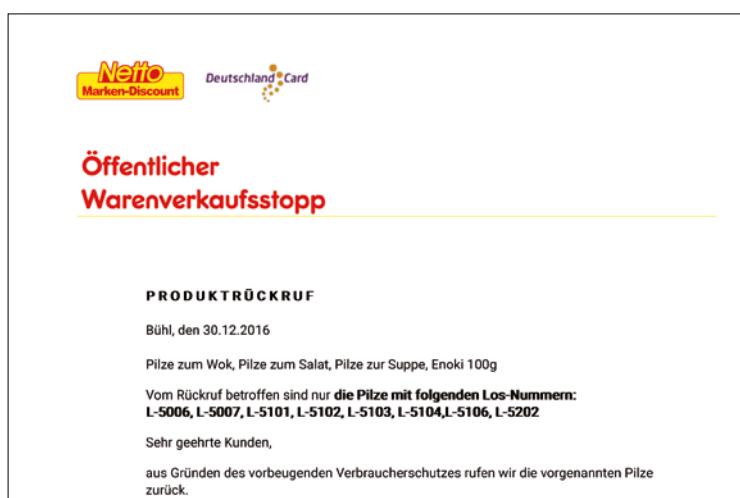 Netto
Marken-Discount
DeutschlandCard
Öffentlicher
Warenverkaufsstopp
PRODUKTRÜCKRUF
Bühl, den 30.12.2016
Pilze zum Wok, Pilze zum Salat, Pilze zur Suppe, Enoki 100g
Vom Rückruf betroffen sind nur die Pilze mit folgenden Los-Nummern:
L-5006, L-5007, L-5101, L-5102, L-5103, L-5104,L-5106, L-5202
Sehr geehrte Kunden,
aus Gründen des vorbeugenden Verbraucherschutzes rufen wir die vorgenannten Pilze
zurück.